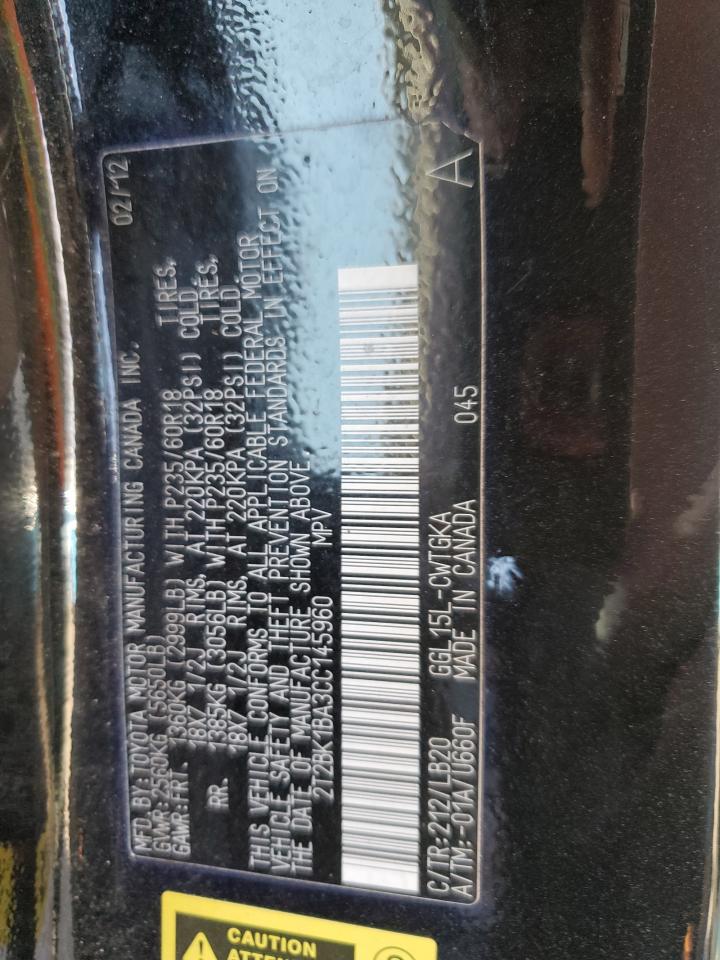 MFD.BY:TOYOTA MOTOR MANUFACTURING CANADA INC. 02/12
GVWR:2560KG(5650LB)
GAWR:FRT 1360KG (2999LB) WITH P235/60R18 TIRES,
18X7 1/2J RIMS, AT 220KPA (32PSI) COLD.
RR. 1385KG (3056LB) WITH P235/60R18 TIRES,
18X7 1/2J RIMS, AT 220KPA (32PSI) COLD
THIS VEHICLE CONFORMS TO ALL APPLICABLE FEDERAL MOTOR
VEHICLE SAFETY AND THEFT PREVENTION STANDARDS IN EFFECT ON
THE DATE OF MANUFACTURE SHOWN ABOVE
2T2BK1BA3CC145960 MPV
C/TR:212/LB20 GGL15L-CWTGKA 045 A
A/TM:-01A/U660F MADE IN CANADA
CAUTION